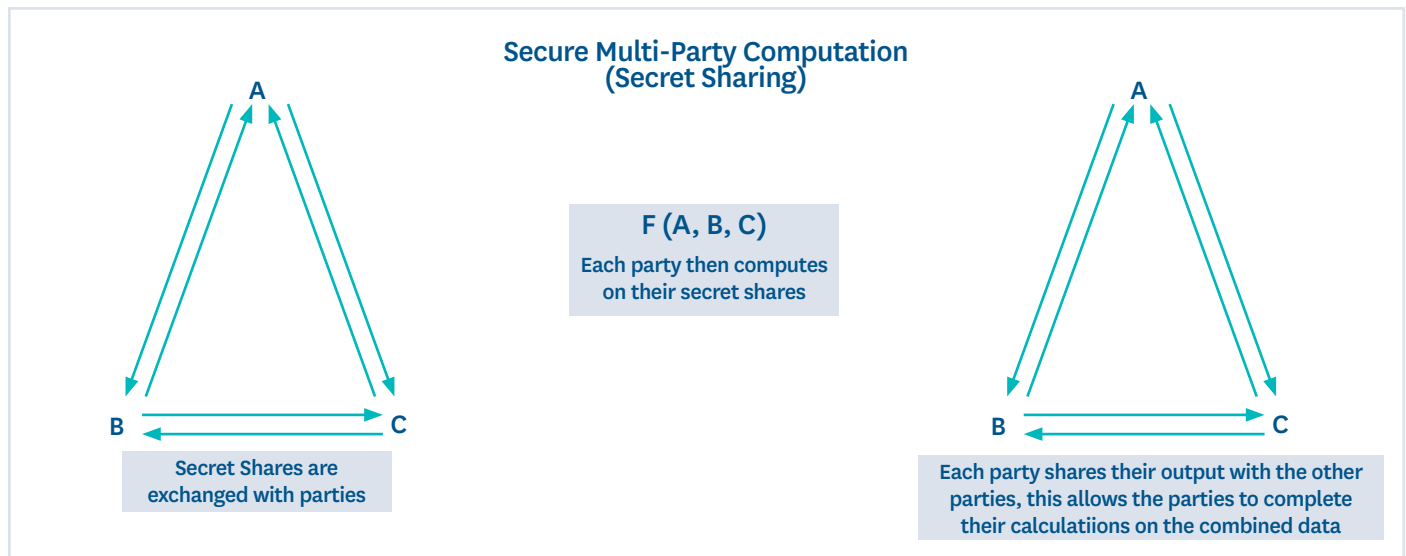 Secure Multi-Party Computation
(Secret Sharing)
A
B
C
Secret Shares are
exchanged with parties
F (A, B, C)
Each party then computes
on their secret shares
A
B
C
Each party shares their output with the other
parties, this allows the parties to complete
their calculatiions on the combined data